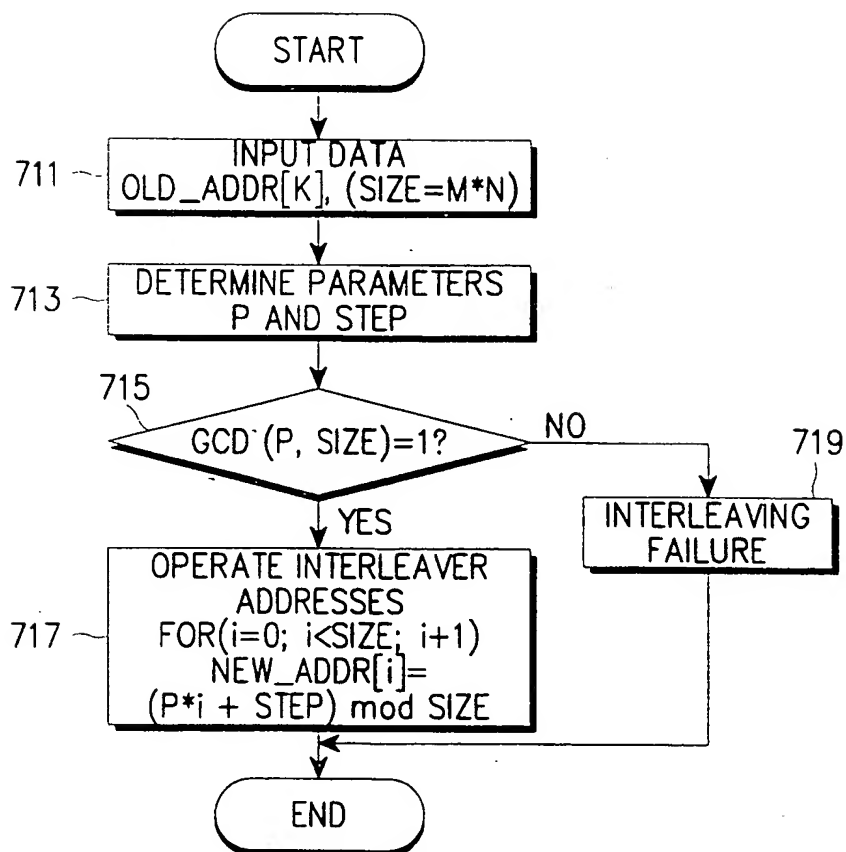 START
711
INPUT DATA
OLD_ADDR[K], (SIZE=M*N)
713
DETERMINE PARAMETERS
P AND STEP
715
GCD (P, SIZE)=1?
NO
719
YES
INTERLEAVING
FAILURE
717
OPERATE INTERLEAVER
ADDRESSES
FOR(i=0; i<SIZE; i+1)
NEW_ADDR[i]=
(P*i + STEP) mod SIZE
END